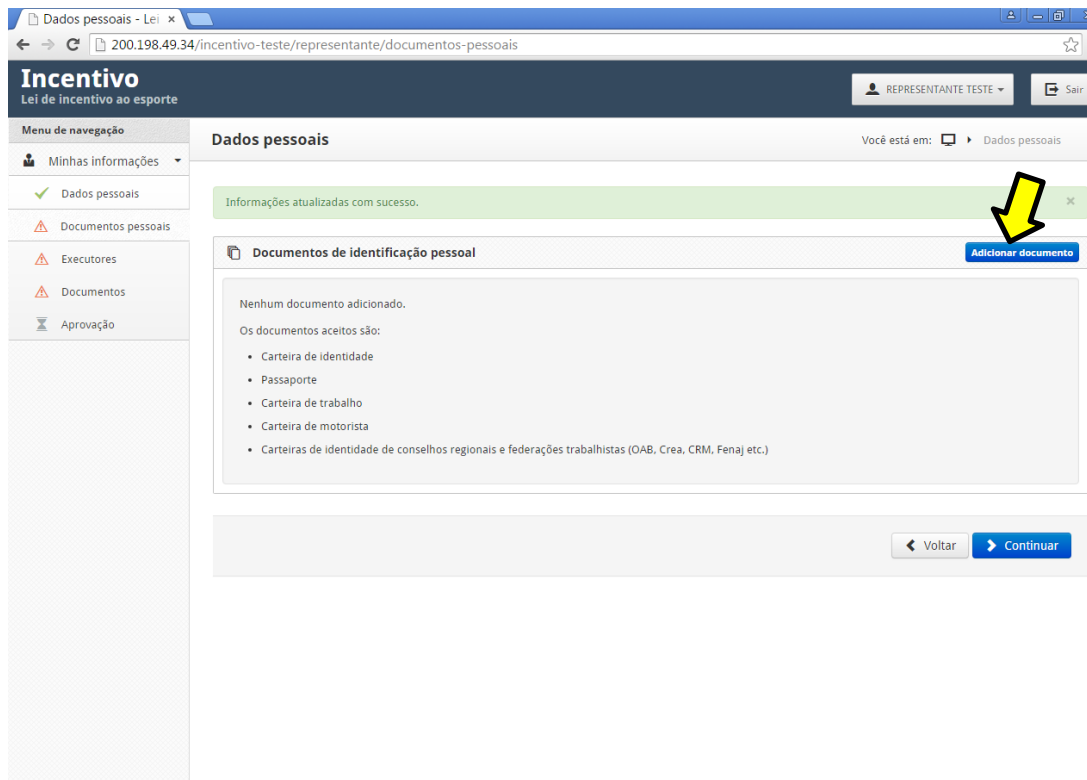 Dados pessoais - Lei
200.198.49.34/incentivo-teste/representante/documentos-pessoais
Incentivo
Lei de incentivo ao esporte
REPRESENTANTE TESTE
Sair
Menu de navegação
Minhas informações
Dados pessoais
Documentos pessoais
Executores
Documentos
Aprovação
Dados pessoais
Você está em: Dados pessoais
Informações atualizadas com sucesso.
Documentos de identificação pessoal
Adicionar documento
Nenhum documento adicionado.
Os documentos aceitos são:
• Carteira de identidade
• Passaporte
• Carteira de trabalho
• Carteira de motorista
• Carteiras de identidade de conselhos regionais e federações trabalhistas (OAB, Crea, CRM, Fenaj etc.)
Voltar
Continuar